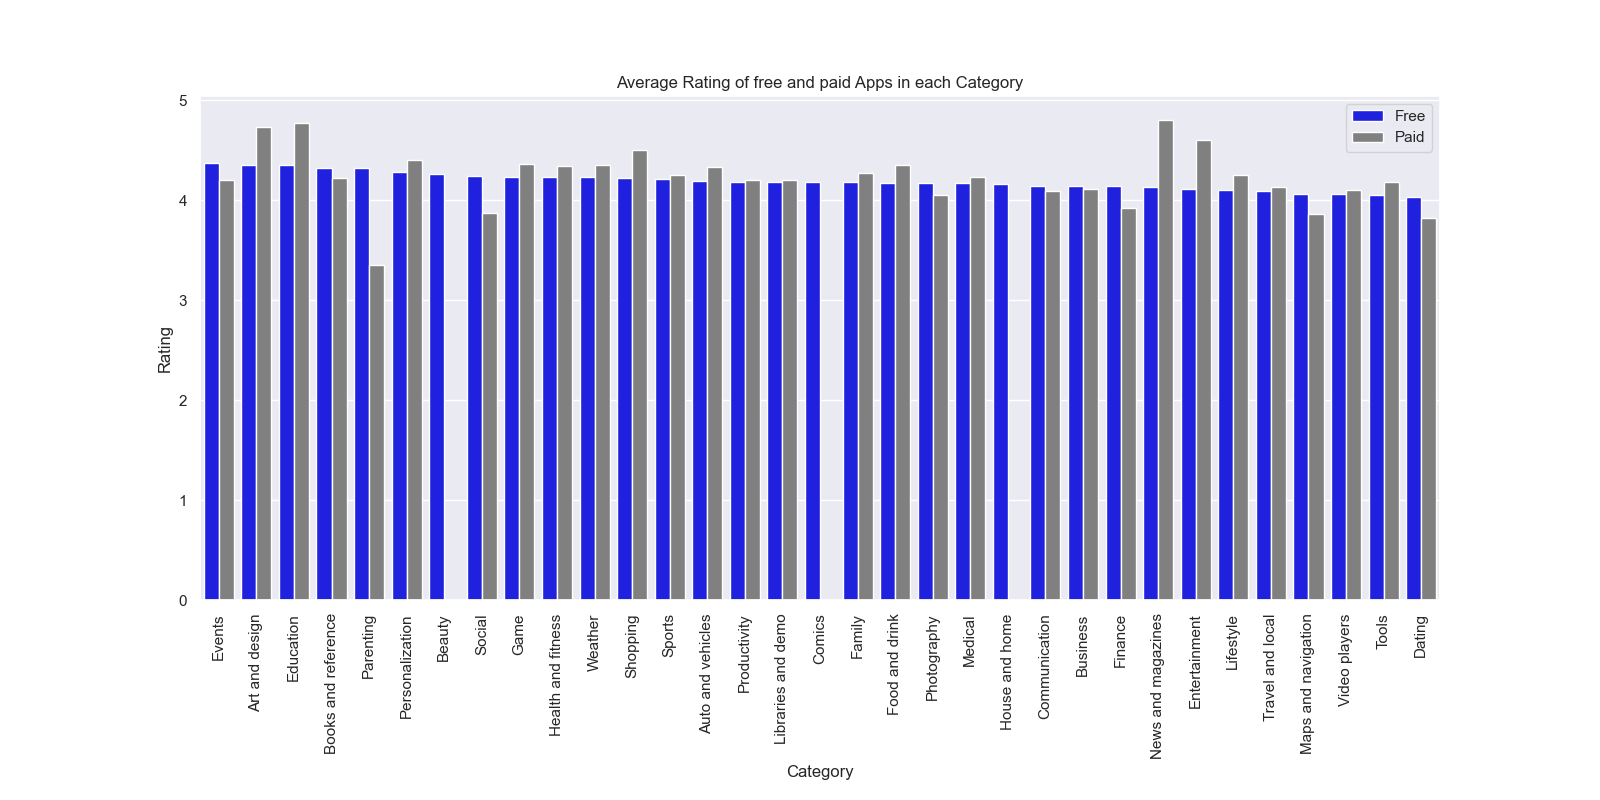 Average Rating of free and paid Apps in each Category
Free
Paid
5
4
3
2
1
0
Rating
Events
Art and design
Education
Books and reference
Parenting
Personalization
Beauty
Social
Game
Health and fitness
Weather
Shopping
Sports
Auto and vehicles
Productivity
Libraries and demo
Comics
Family
Food and drink
Photography
Medical
House and home
Communication
Business
Finance
News and magazines
Entertainment
Lifestyle
Travel and local
Maps and navigation
Video players
Tools
Dating
Category